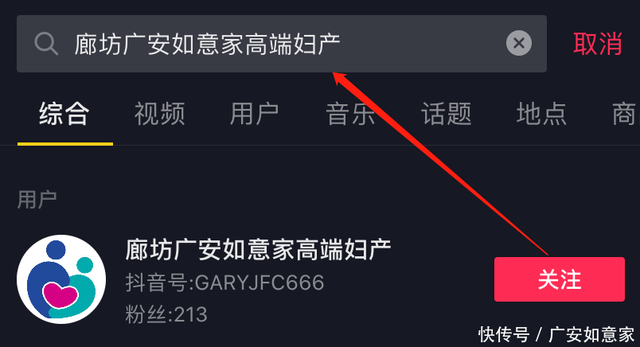 廊坊广安如意家高端妇产 取消
综合 视频 用户 音乐 话题 地点 商
用户
廊坊广安如意家高端妇产
抖音号:GARYJFC666
关注
粉丝:213
快传号 / 广安如意家